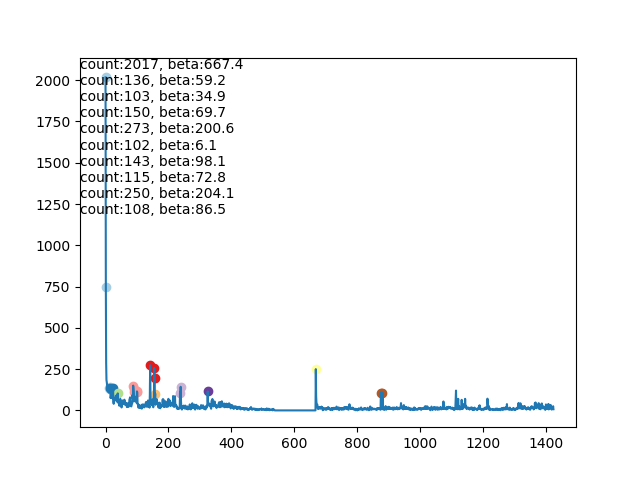 count:2017, beta:667.4
count:136, beta:59.2
count:103, beta:34.9
count:150, beta:69.7
count:273, beta:200.6
count:102, beta:6.1
count:143, beta:98.1
count:115, beta:72.8
count:250, beta:204.1
count:108, beta:86.5
2000
1750
1500
1250
1000
750
500
250
0
0 200 400 600 800 1000 1200 1400